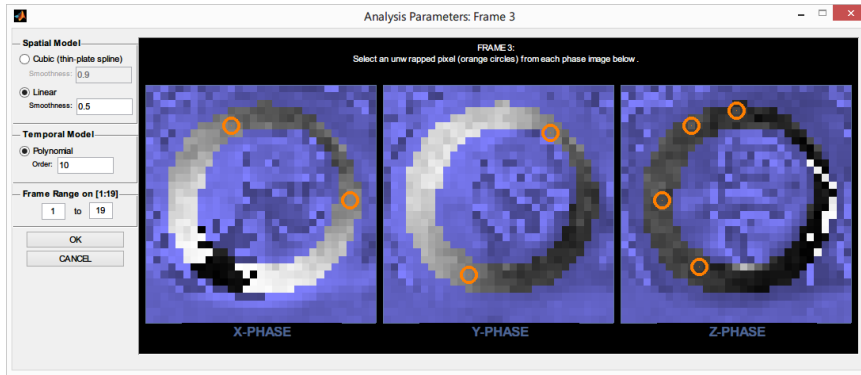 Analysis Parameters: Frame 3
Spatial Model
Cubic (thin-plate spline)
Smoothness: 0.9
Linear
Smoothness: 0.5
Temporal Model
Polynomial
Order: 10
Frame Range on [1:19]
1 to 19
OK
CANCEL
FRAME 3:
Select an unwrapped pixel (orange circles) from each phase image below .
X-PHASE
Y-PHASE
Z-PHASE